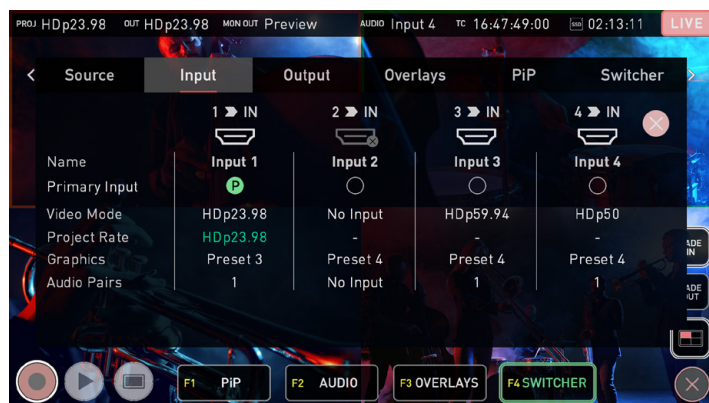 PROJ HDp23.98 OUT HDp23.98 MON OUT Preview AUDIO Input 4 TC 16:47:49:00 SSD 02:13:11 LIVE
< Source Input Output Overlays PiP Switcher >
1 IN 2 IN 3 IN 4 IN
Name Input 1 Input 2 Input 3 Input 4
Primary Input P
Video Mode HDp23.98 No Input HDp59.94 HDp50
Project Rate HDp23.98 - - -
Graphics Preset 3 Preset 4 Preset 4 Preset 4
Audio Pairs 1 No Input 1 1
ADE
IN
ADE
OUT
F1 PiP F2 AUDIO F3 OVERLAYS F4 SWITCHER